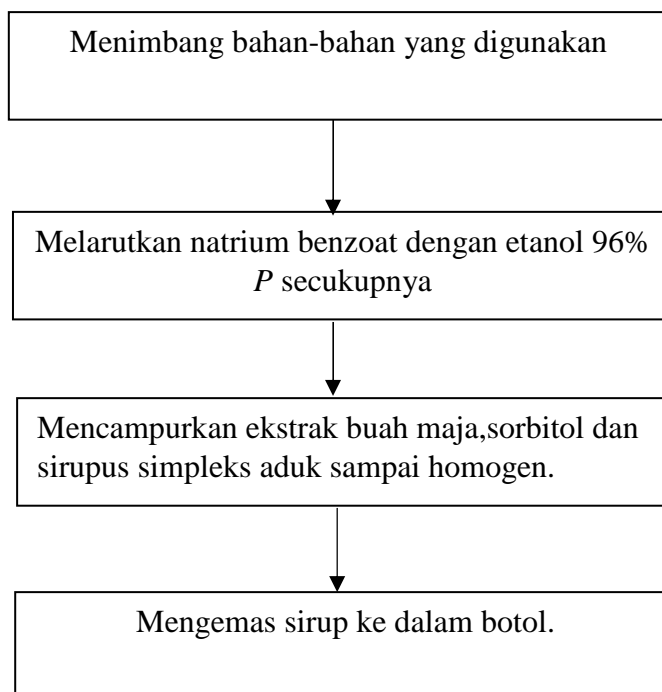 Menimbang bahan-bahan yang digunakan
Melarutkan natrium benzoat dengan etanol 96%
P secukupnya
Mencampurkan ekstrak buah maja,sorbitol dan
sirupus simpleks aduk sampai homogen.
Mengemas sirup ke dalam botol.